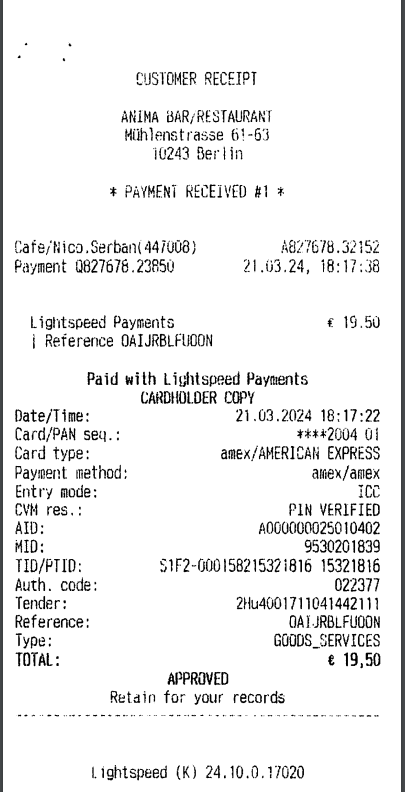 CUSTOMER RECEIPT
ANIMA BAR/RESTAURANT
Mühlenstrasse 61-63
10243 Berlin
* PAYMENT RECEIVED #1 *
Cafe/Nico.Serban(447008) A827678.32152
Payment Q827678.23850 21.03.24, 18:17:38
Lightspeed Payments € 19.50
| Reference OAIJRBLFUOON
Paid with Lightspeed Payments
CARDHOLDER COPY
Date/Time: 21.03.2024 18:17:22
Card/PAN seq.: ****2004 01
Card type: amex/AMERICAN EXPRESS
Payment method: amex/amex
Entry mode: ICC
CVM res.: PIN VERIFIED
AID: A000000025010402
MID: 9530201839
TID/PTID: S1F2-000158215321816 15321816
Auth. code: 022377
Tender: 2Hu4001711041442111
Reference: OAIJRBLFUOON
Type: GOODS_SERVICES
TOTAL: € 19,50
APPROVED
Retain for your records
Lightspeed (K) 24.10.0.17020